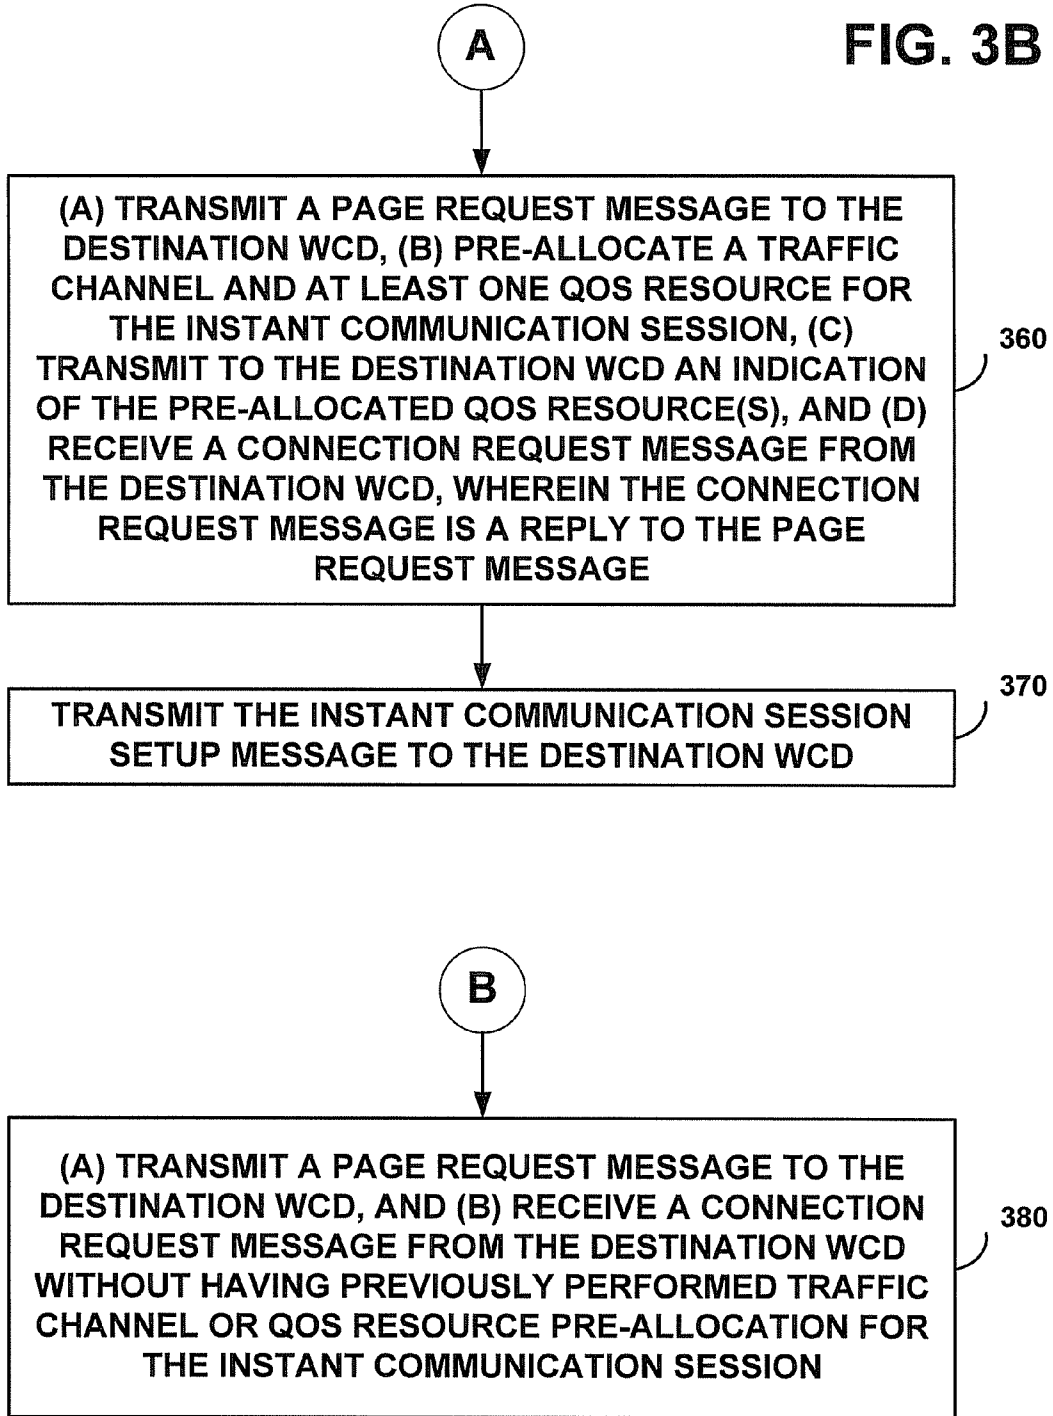 A
FIG. 3B
(A) TRANSMIT A PAGE REQUEST MESSAGE TO THE
DESTINATION WCD, (B) PRE-ALLOCATE A TRAFFIC
CHANNEL AND AT LEAST ONE QOS RESOURCE FOR
THE INSTANT COMMUNICATION SESSION, (C)
TRANSMIT TO THE DESTINATION WCD AN INDICATION
OF THE PRE-ALLOCATED QOS RESOURCE(S), AND (D)
RECEIVE A CONNECTION REQUEST MESSAGE FROM
THE DESTINATION WCD, WHEREIN THE CONNECTION
REQUEST MESSAGE IS A REPLY TO THE PAGE
REQUEST MESSAGE
360
TRANSMIT THE INSTANT COMMUNICATION SESSION
SETUP MESSAGE TO THE DESTINATION WCD
370
B
(A) TRANSMIT A PAGE REQUEST MESSAGE TO THE
DESTINATION WCD, AND (B) RECEIVE A CONNECTION
REQUEST MESSAGE FROM THE DESTINATION WCD
WITHOUT HAVING PREVIOUSLY PERFORMED TRAFFIC
CHANNEL OR QOS RESOURCE PRE-ALLOCATION FOR
THE INSTANT COMMUNICATION SESSION
380